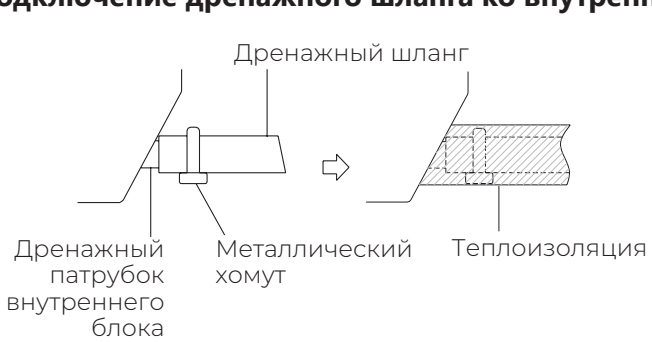 одключение дренажного шланга ко внутренн
Дренажный шланг
Дренажный
патрубок
внутреннего
блока
Металлический
хомут
Теплоизоляция